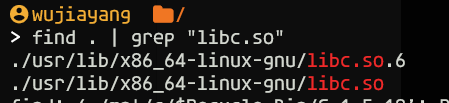 wujiayang /
> find . | grep "libc.so"
./usr/lib/x86_64-linux-gnu/libc.so.6
./usr/lib/x86_64-linux-gnu/libc.so